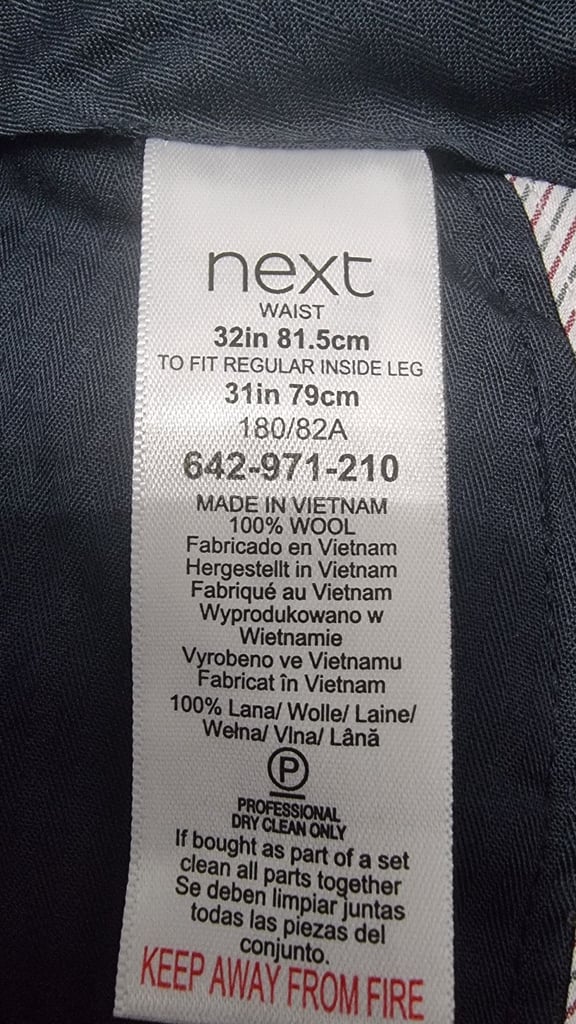 next
WAIST
32in 81.5cm
TO FIT REGULAR INSIDE LEG
31in 79cm
180/82A
642-971-210
MADE IN VIETNAM
100% WOOL
Fabricado en Vietnam
Hergestellt in Vietnam
Fabriqué au Vietnam
Wyprodukowano w
Wietnamie
Vyrobeno ve Vietnamu
Fabricat în Vietnam
100% Lana/ Wolle/ Laine/
Wełna/ Vlna/ Lână
P
PROFESSIONAL
DRY CLEAN ONLY
If bought as part of a set
clean all parts together
Se deben limpiar juntas
todas las piezas del
conjunto.
KEEP AWAY FROM FIRE